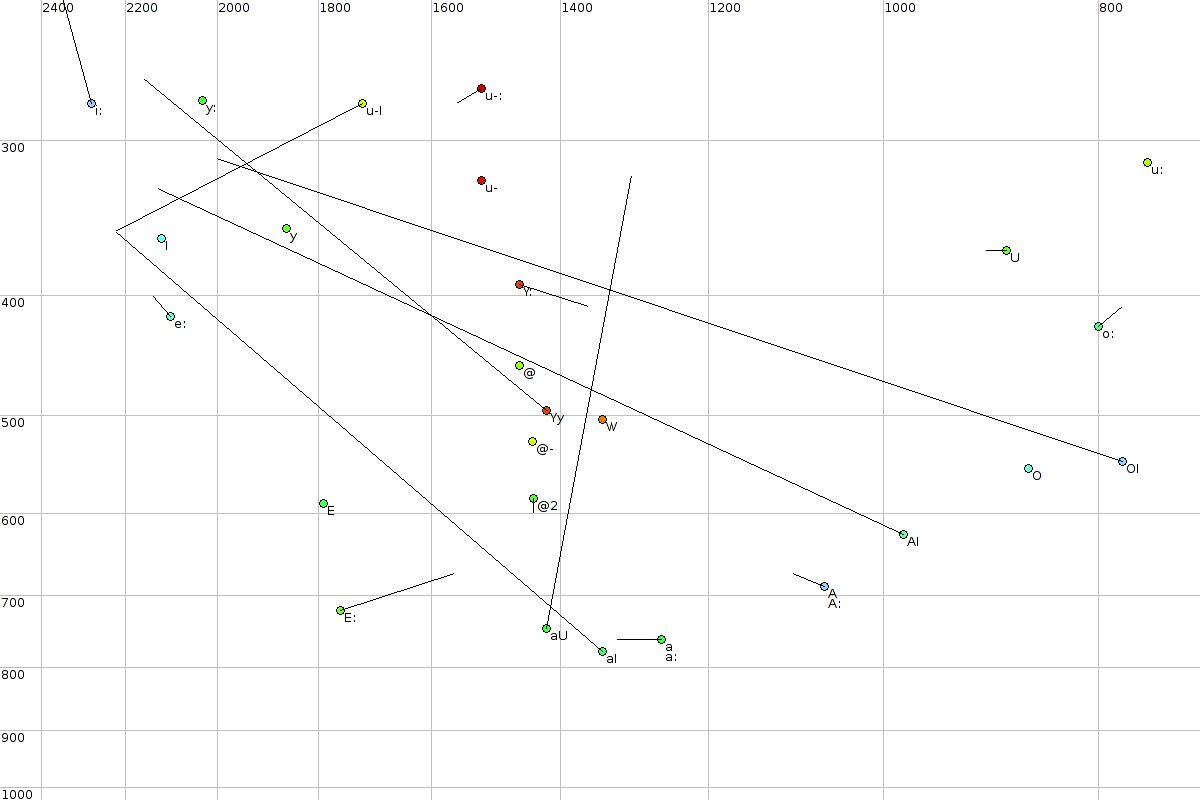 2400 2200 2000 1800 1600 1400 1200 1000 800
i: y: u-I u-:
300
u:
u-
I y
U
400
Y:
e: o:
@
500
Yy W
@- OI
O
E @2
600
AI
700
A
A:
E:
aU a
aI a:
800
900
1000